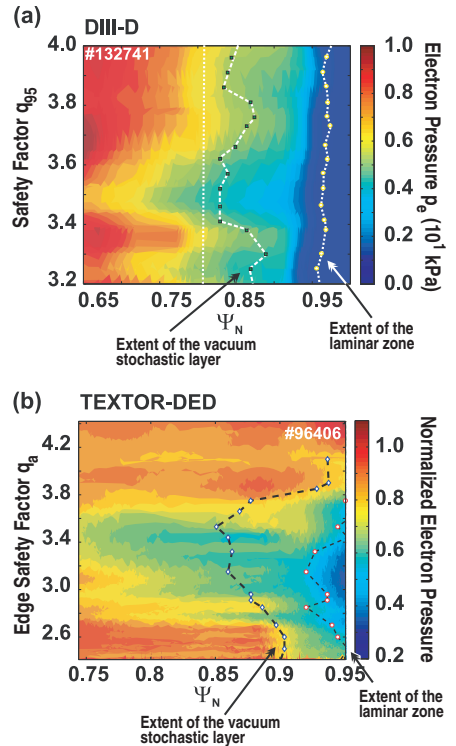 (a)
DIII-D
#132741
4.0
3.8
3.6
3.4
3.2
Safety Factor q95
0.65
0.75
0.85
0.95
ΨN
1.0
0.8
0.6
0.4
0.2
0.0
Electron Pressure pe (10¹ kPa)
Extent of the vacuum
stochastic layer
Extent of the
laminar zone
(b)
TEXTOR-DED
#96406
4.2
3.8
3.4
3.0
2.6
Edge Safety Factor qa
0.75
0.8
0.85
0.9
0.95
ΨN
1.0
0.8
0.6
0.4
0.2
Normalized Electron Pressure
Extent of the vacuum
stochastic layer
Extent of the
laminar zone